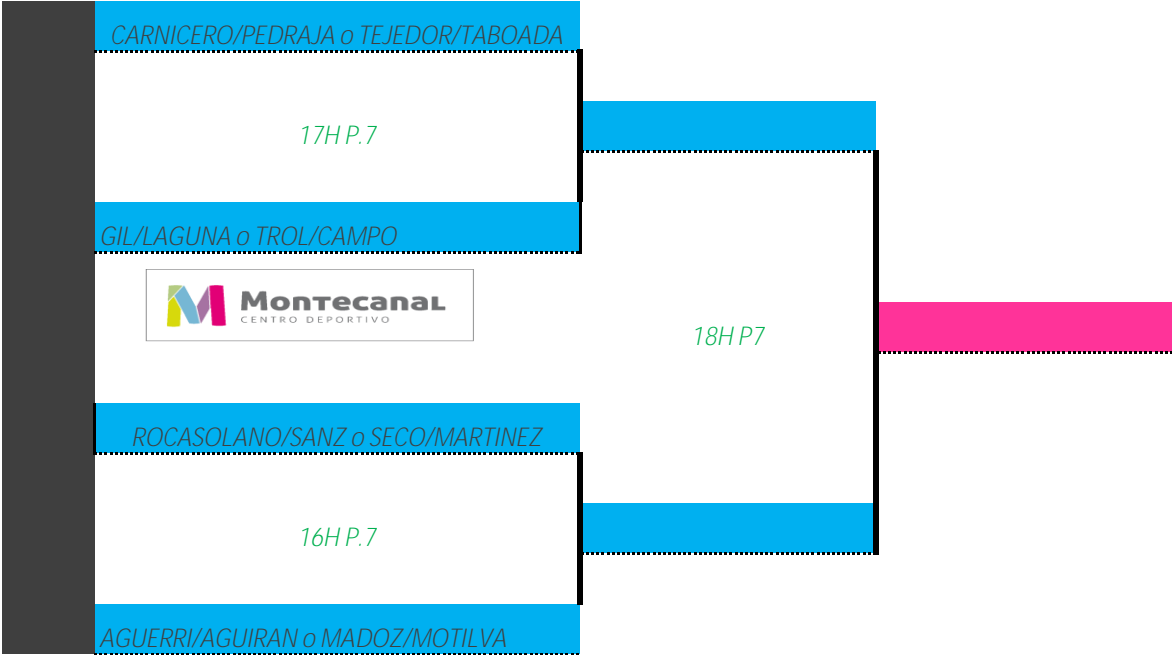 CARNICERO/PEDRAJA o TEJEDOR/TABOADA
17H P.7
GIL/LAGUNA o TROL/CAMPO
Montecanal
CENTRO DEPORTIVO
18H P7
ROCASOLANO/SANZ o SECO/MARTINEZ
16H P.7
AGUERRI/AGUIRAN o MADOZ/MOTILVA